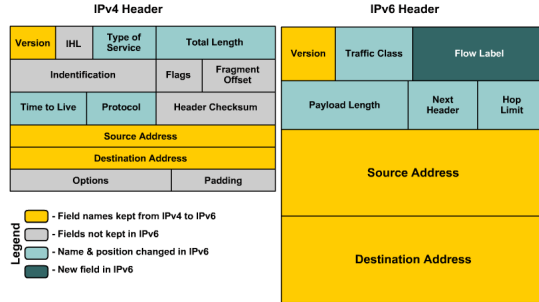 IPv4 Header
IPv6 Header
Version
IHL
Type of
Service
Total Length
Indentification
Flags
Fragment
Offset
Time to Live
Protocol
Header Checksum
Source Address
Destination Address
Options
Padding
Version
Traffic Class
Flow Label
Payload Length
Next
Header
Hop
Limit
Source Address
Destination Address
Legend
- Field names kept from IPv4 to IPv6
- Fields not kept in IPv6
- Name & position changed in IPv6
- New field in IPv6